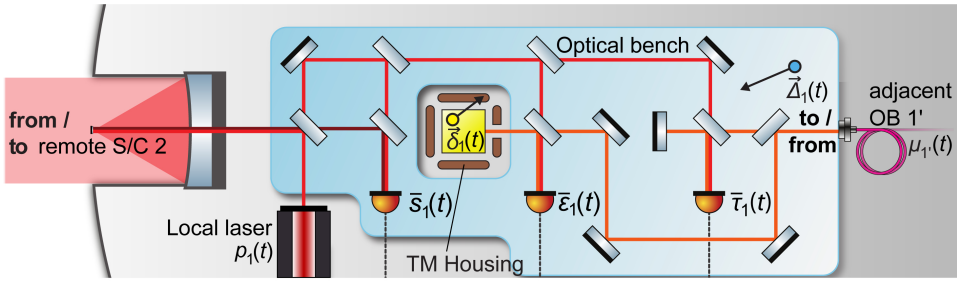 Optical bench
from /
to remote S/C 2
Local laser
p₁(t)
s̅₁(t)
δ⃗₁(t)
TM Housing
ε̅₁(t)
τ̅₁(t)
Δ⃗₁(t)
to /
from
adjacent
OB 1'
μ₁'(t)